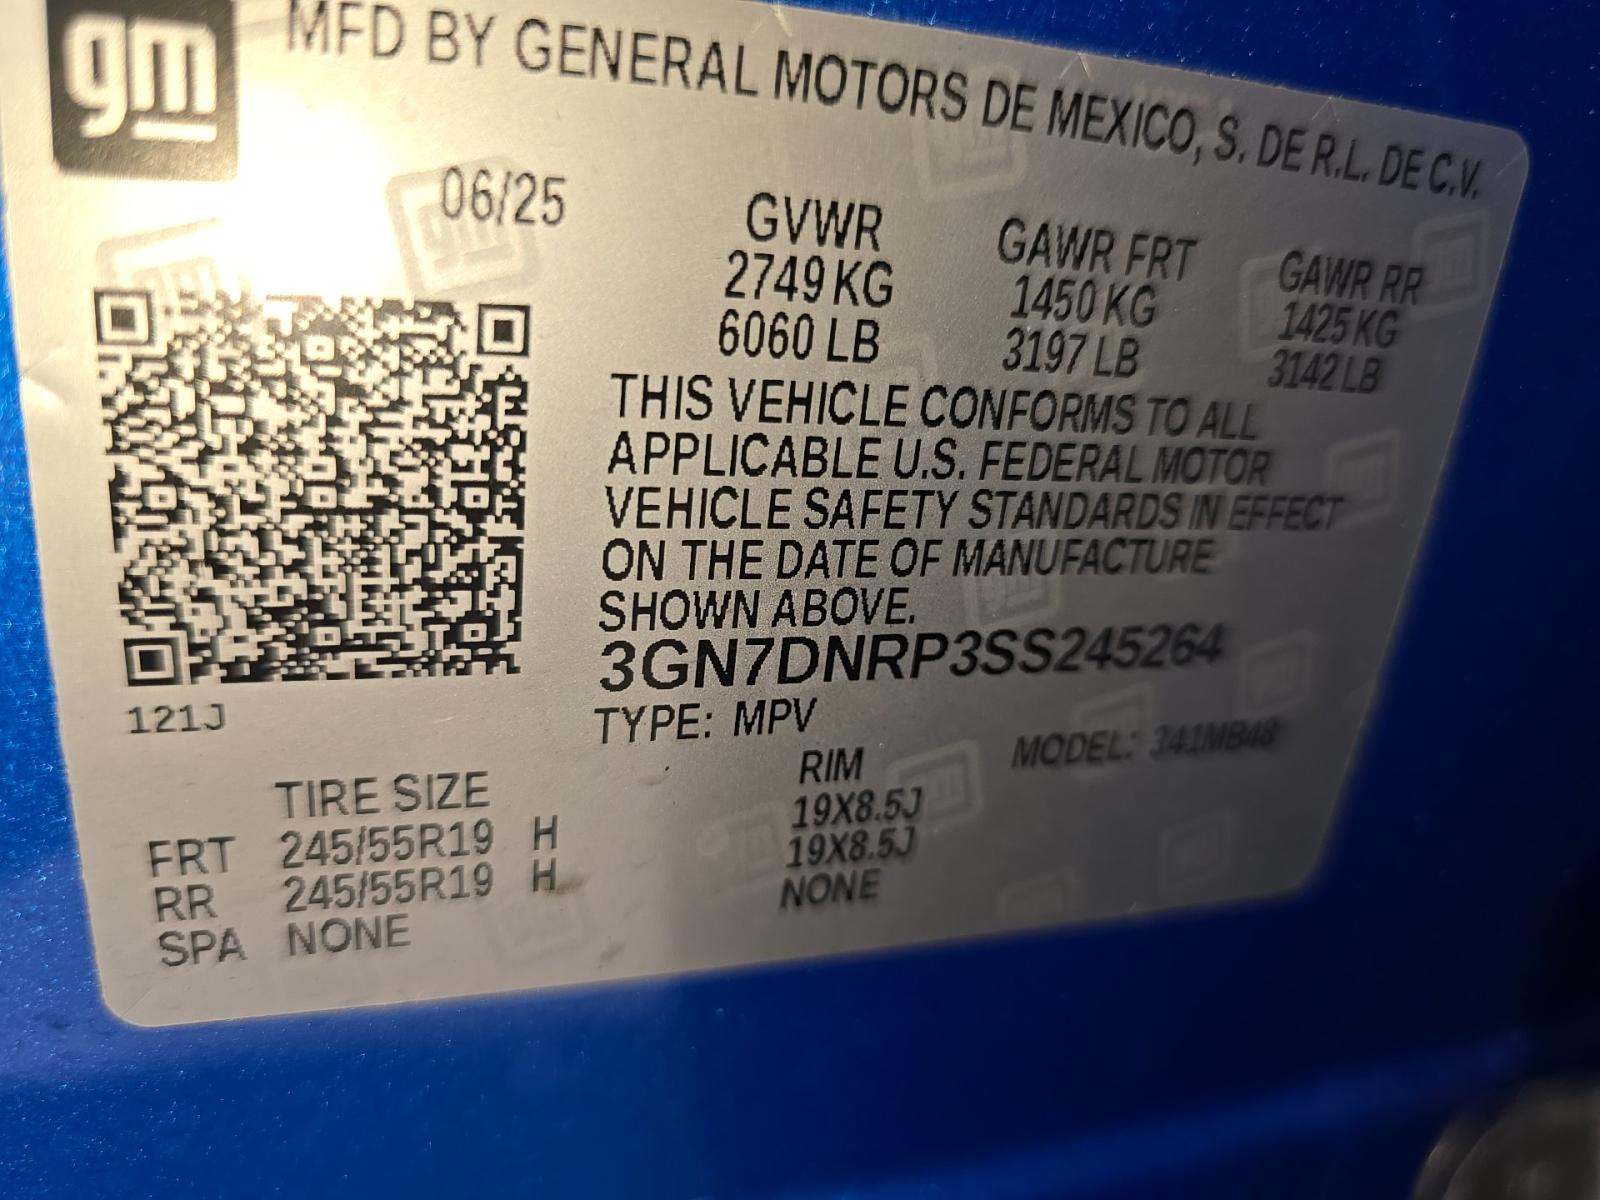 gm
MFD BY GENERAL MOTORS DE MEXICO, S. DE R.L. DE C.V.
06/25
GVWR GAWR FRT GAWR RR
2749 KG 1450 KG 1425 KG
6060 LB 3197 LB 3142 LB
THIS VEHICLE CONFORMS TO ALL
APPLICABLE U.S. FEDERAL MOTOR
VEHICLE SAFETY STANDARDS IN EFFECT
ON THE DATE OF MANUFACTURE
SHOWN ABOVE.
3GN7DNRP3SS245264
121J
TYPE: MPV MODEL: 341MB48
TIRE SIZE RIM
FRT 245/55R19 H 19X8.5J
RR 245/55R19 H 19X8.5J
SPA NONE NONE